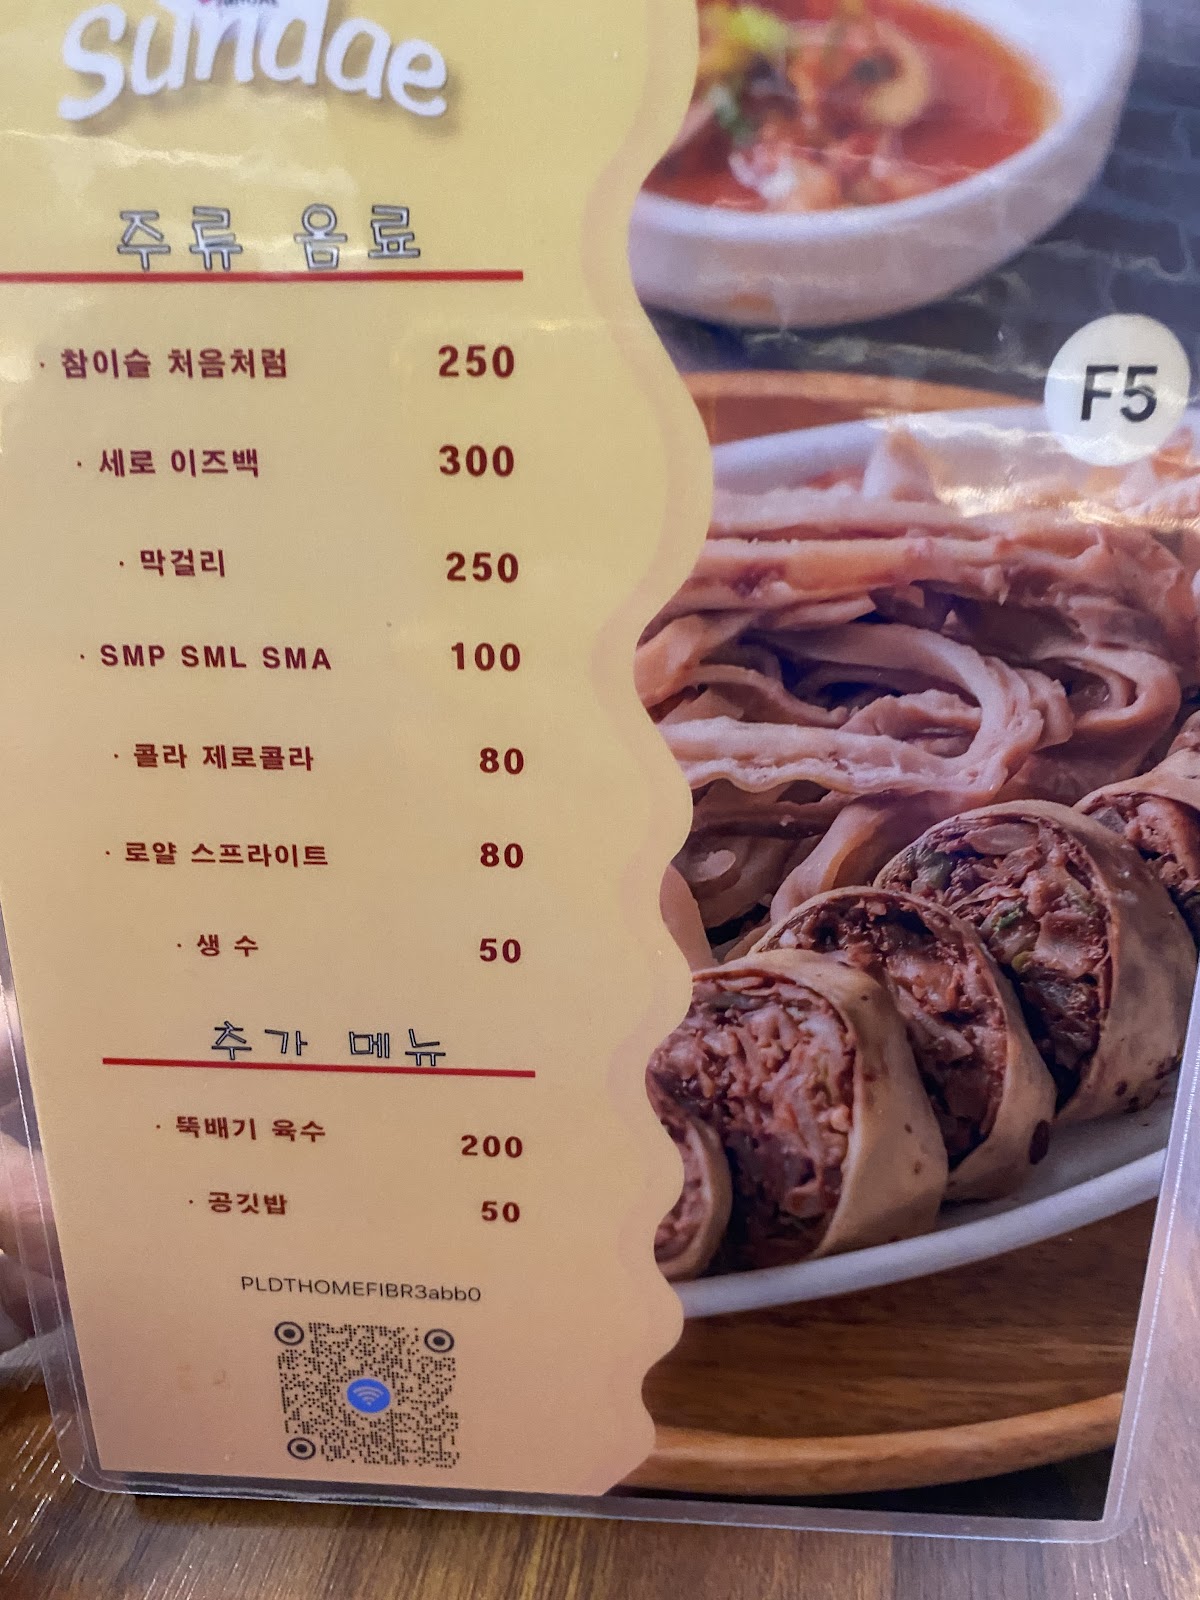 Sundae
주류 음료
· 참이슬 처음처럼 250
· 세로 이즈백 300
· 막걸리 250
· SMP SML SMA 100
· 콜라 제로콜라 80
· 로얄 스프라이트 80
· 생 수 50
추가 메뉴
· 뚝배기 육수 200
· 공깃밥 50
PLDTHOMEFIBR3abb0
F5